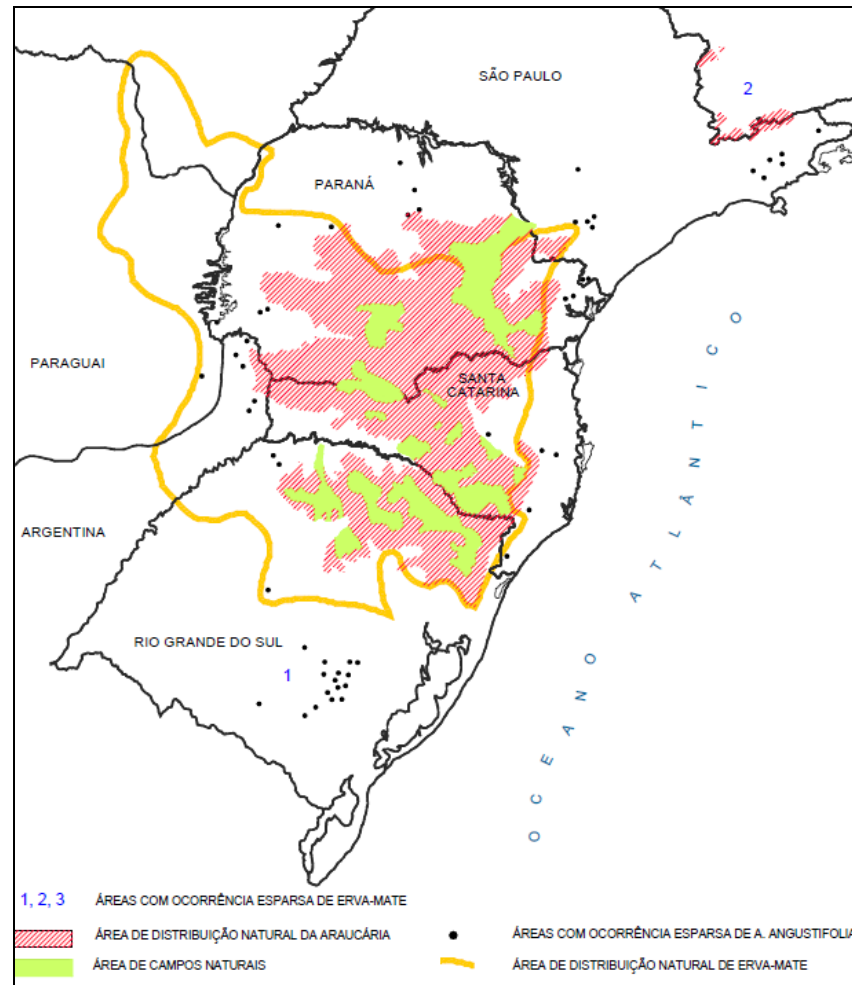 SÃO PAULO
2
PARANÁ
PARAGUAI
SANTA
CATARINA
ARGENTINA
RIO GRANDE DO SUL
1
OCEANO ATLÂNTICO
1, 2, 3 ÁREAS COM OCORRÊNCIA ESPARSA DE ERVA-MATE
ÁREA DE DISTRIBUIÇÃO NATURAL DA ARAUCÁRIA
ÁREAS COM OCORRÊNCIA ESPARSA DE A. ANGUSTIFOLIA
ÁREA DE CAMPOS NATURAIS
ÁREA DE DISTRIBUIÇÃO NATURAL DE ERVA-MATE